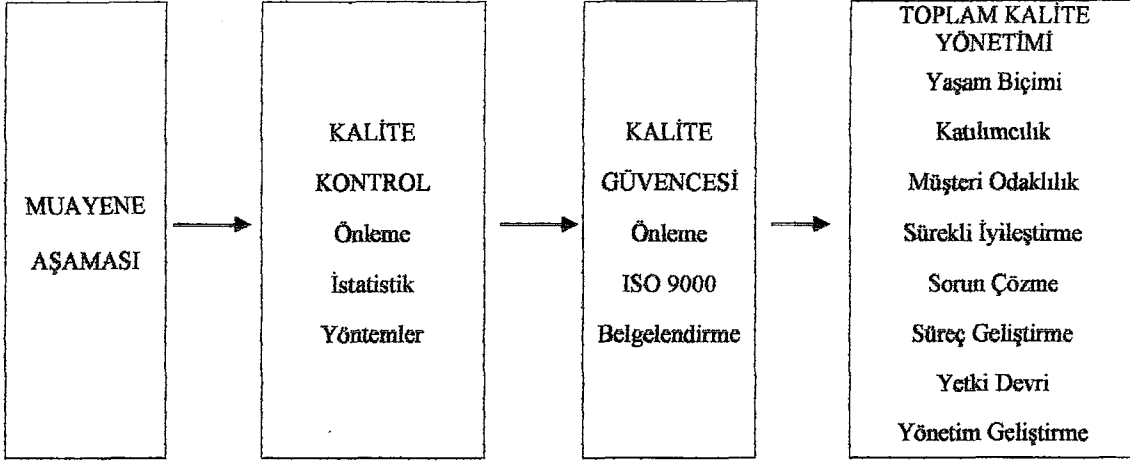 MUAYENE
AŞAMASI
KALİTE
KONTROL
Önleme
İstatistik
Yöntemler
KALİTE
GÜVENCESİ
Önleme
ISO 9000
Belgelendirme
TOPLAM KALİTE
YÖNETİMİ
Yaşam Biçimi
Katılımcılık
Müşteri Odaklılık
Sürekli İyileştirme
Sorun Çözme
Süreç Geliştirme
Yetki Devri
Yönetim Geliştirme